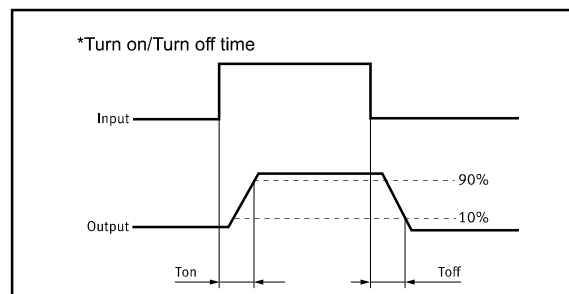 *Turn on/Turn off time
Input
90%
10%
Output
Ton
Toff